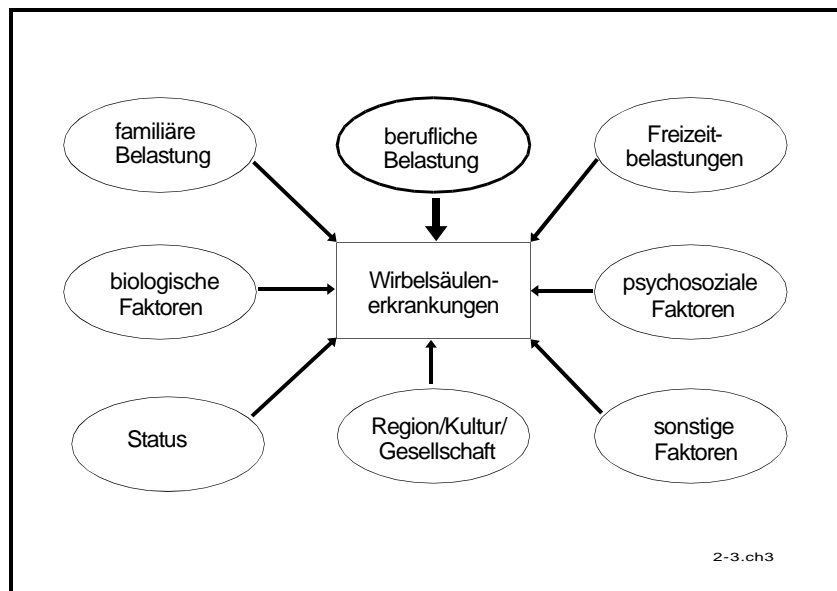 familiäre
Belastung
berufliche
Belastung
Freizeit-
belastungen
biologische
Faktoren
Wirbelsäulen-
erkrankungen
psychosoziale
Faktoren
Status
Region/Kultur/
Gesellschaft
sonstige
Faktoren
2-3.ch3